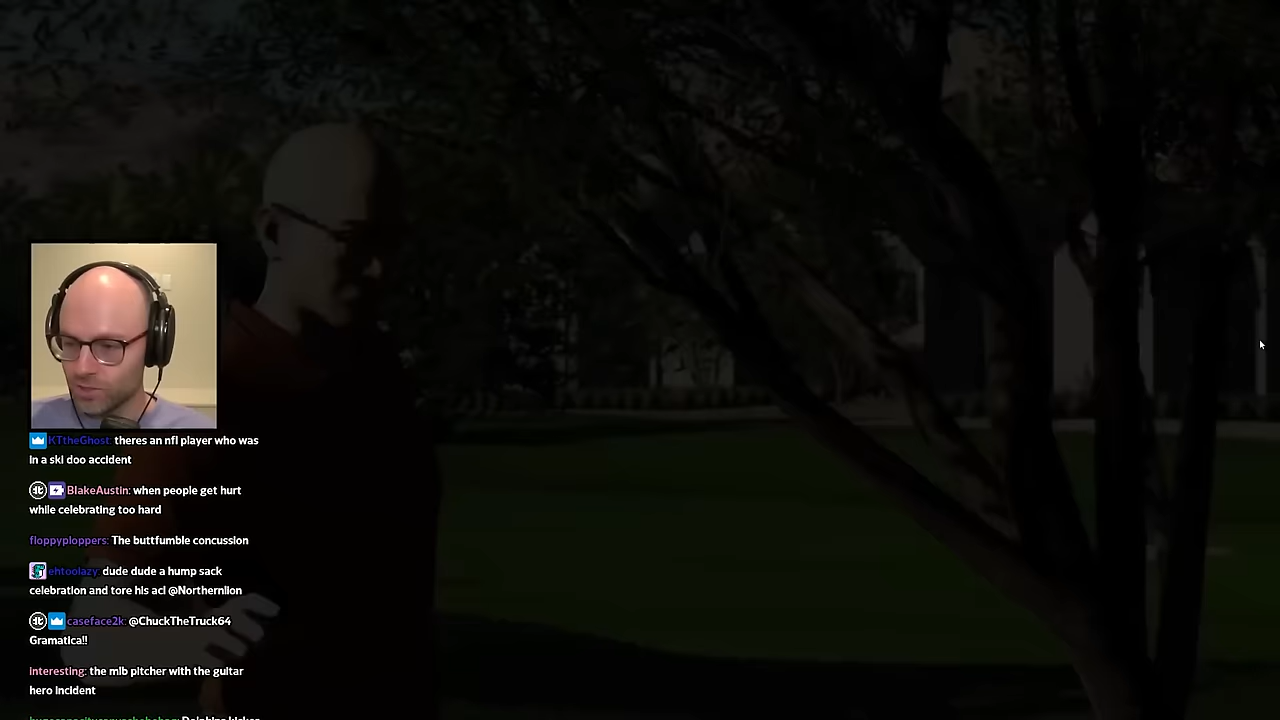 KTtheGhost: theres an nfl player who was
in a ski doo accident
BlakeAustin: when people get hurt
while celebrating too hard
floppyploppers: The buttfumble concussion
ehtoolazy: dude dude a hump sack
celebration and tore his acl @Northernlion
caseface2k: @ChuckTheTruck64
Gramatica!!
interesting: the mlb pitcher with the guitar
hero incident